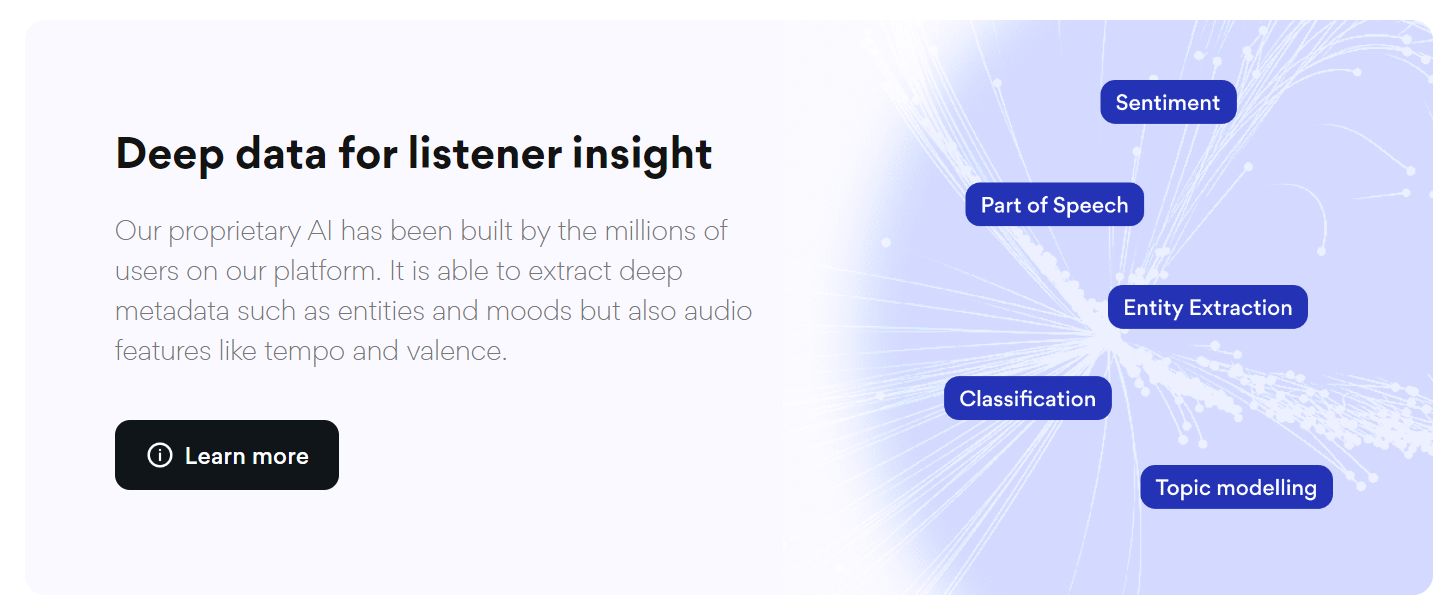 Deep data for listener insight
Our proprietary AI has been built by the millions of
users on our platform. It is able to extract deep
metadata such as entities and moods but also audio
features like tempo and valence.
Learn more
Sentiment
Part of Speech
Entity Extraction
Classification
Topic modelling